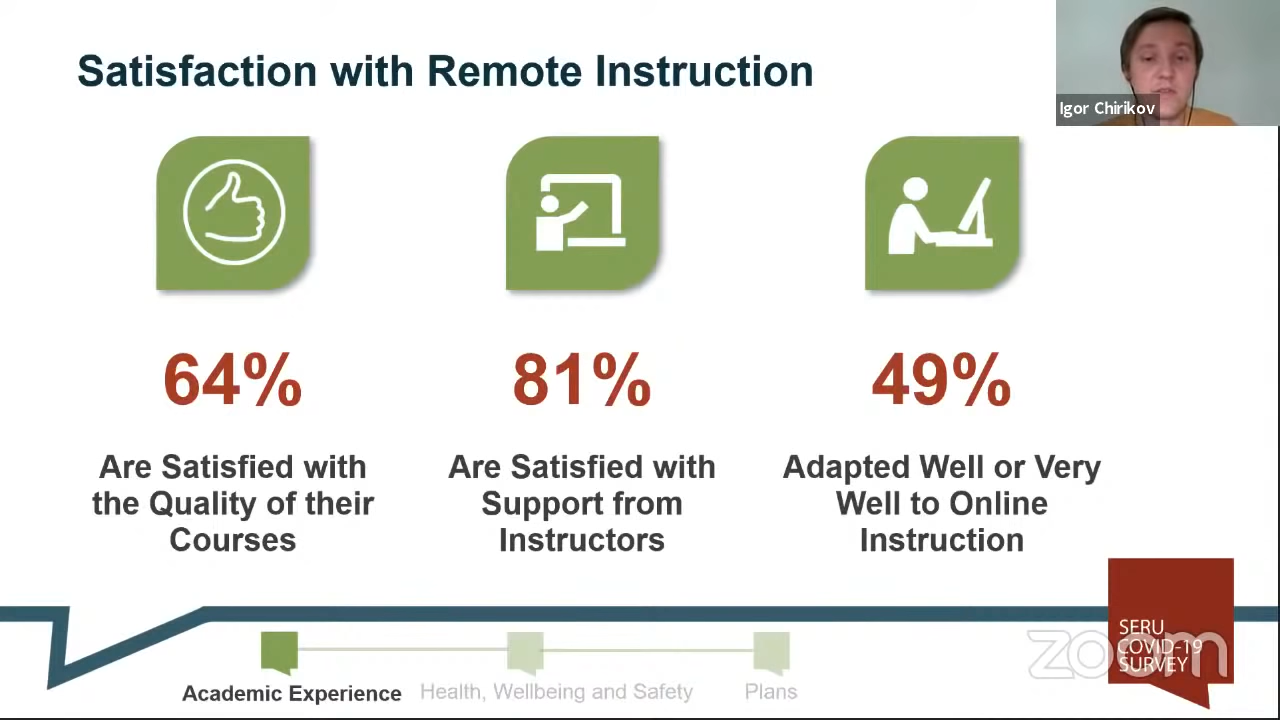 Satisfaction with Remote Instruction
Igor Chirikov
64%
Are Satisfied with
the Quality of their
Courses
81%
Are Satisfied with
Support from
Instructors
49%
Adapted Well or Very
Well to Online
Instruction
Academic Experience
Health, Wellbeing and Safety
Plans
SERU
COVID-19
SURVEY
zoom